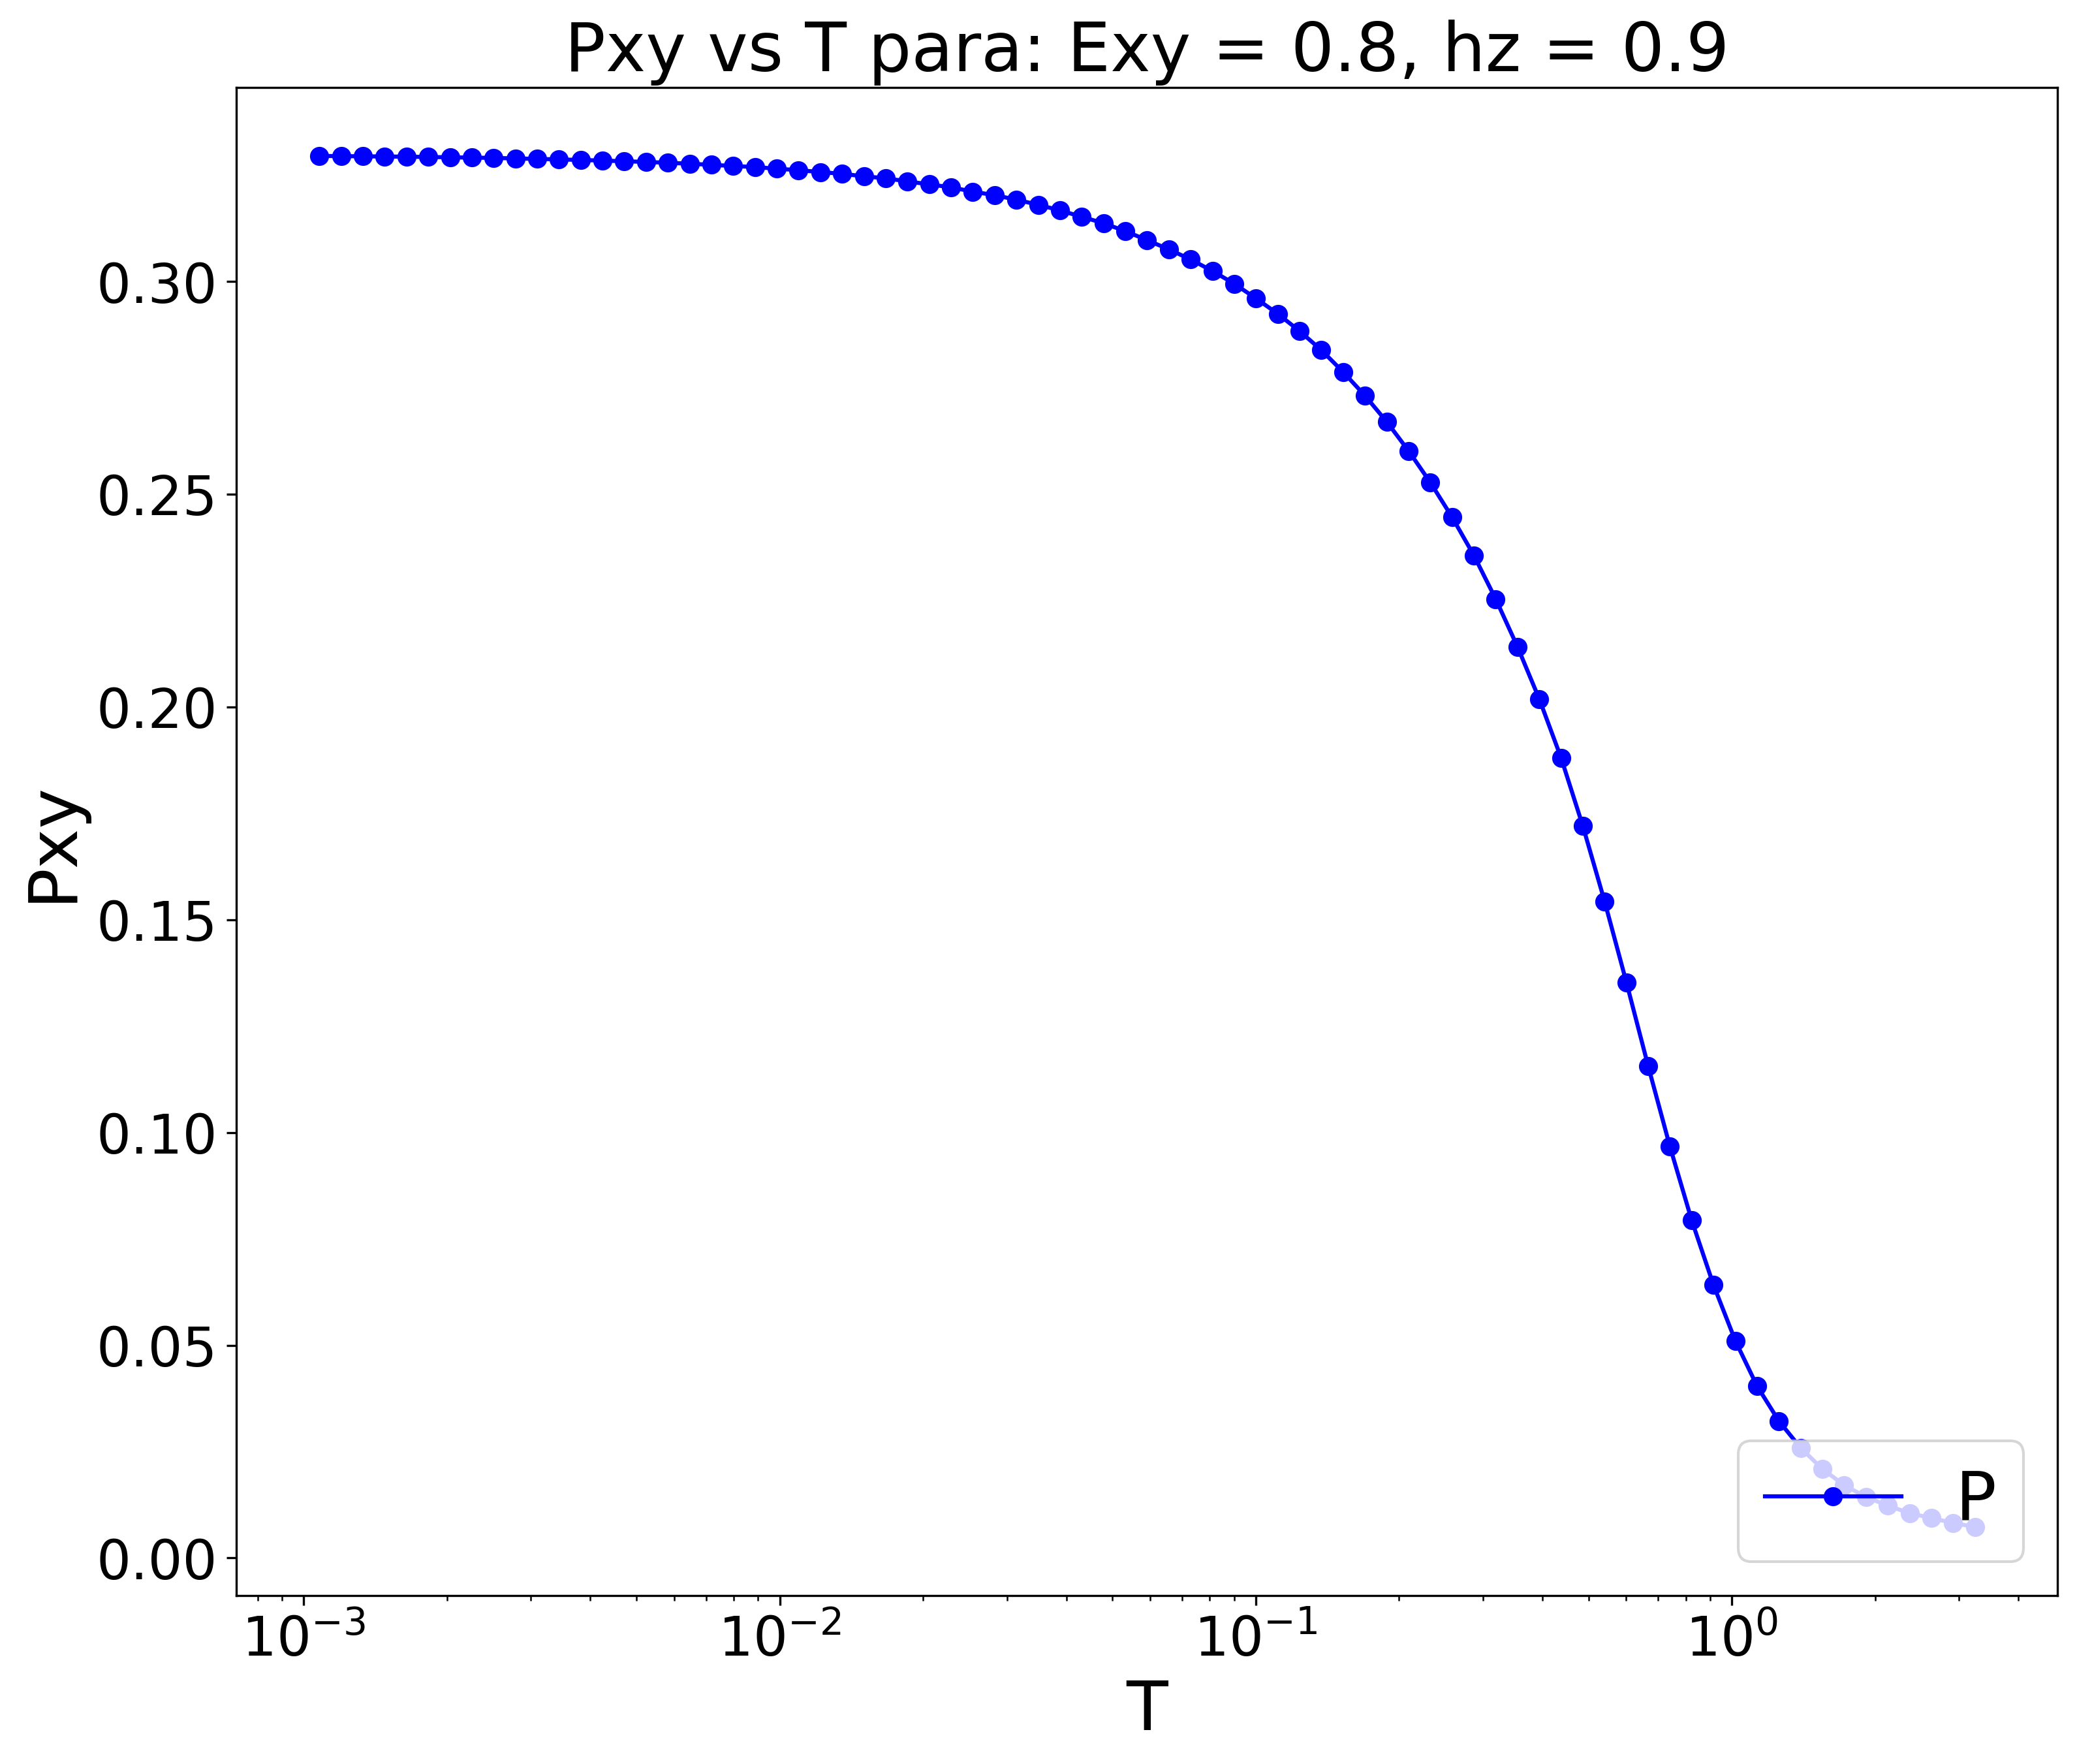 Pxy vs T para: Exy = 0.8, hz = 0.9
Pxy
0.30
0.25
0.20
0.15
0.10
0.05
0.00
P
10⁻³ 10⁻² 10⁻¹ 10⁰
T